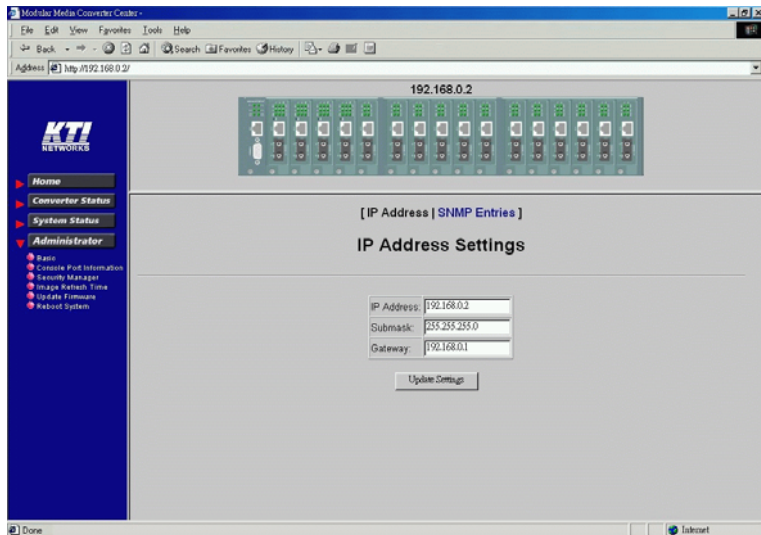 Modular Media Converter Center -
File Edit View Favorites Tools Help
Back Search Favorites History
Address http://192.168.0.2/
192.168.0.2
KTI
NETWORKS
Home
Converter Status
System Status
Administrator
Basic
Console Port Information
Security Manager
Image Refresh Time
Update Firmware
Reboot System
[ IP Address | SNMP Entries ]
IP Address Settings
IP Address: 192.168.0.2
Submask: 255.255.255.0
Gateway: 192.168.0.1
Update Settings
Done Internet